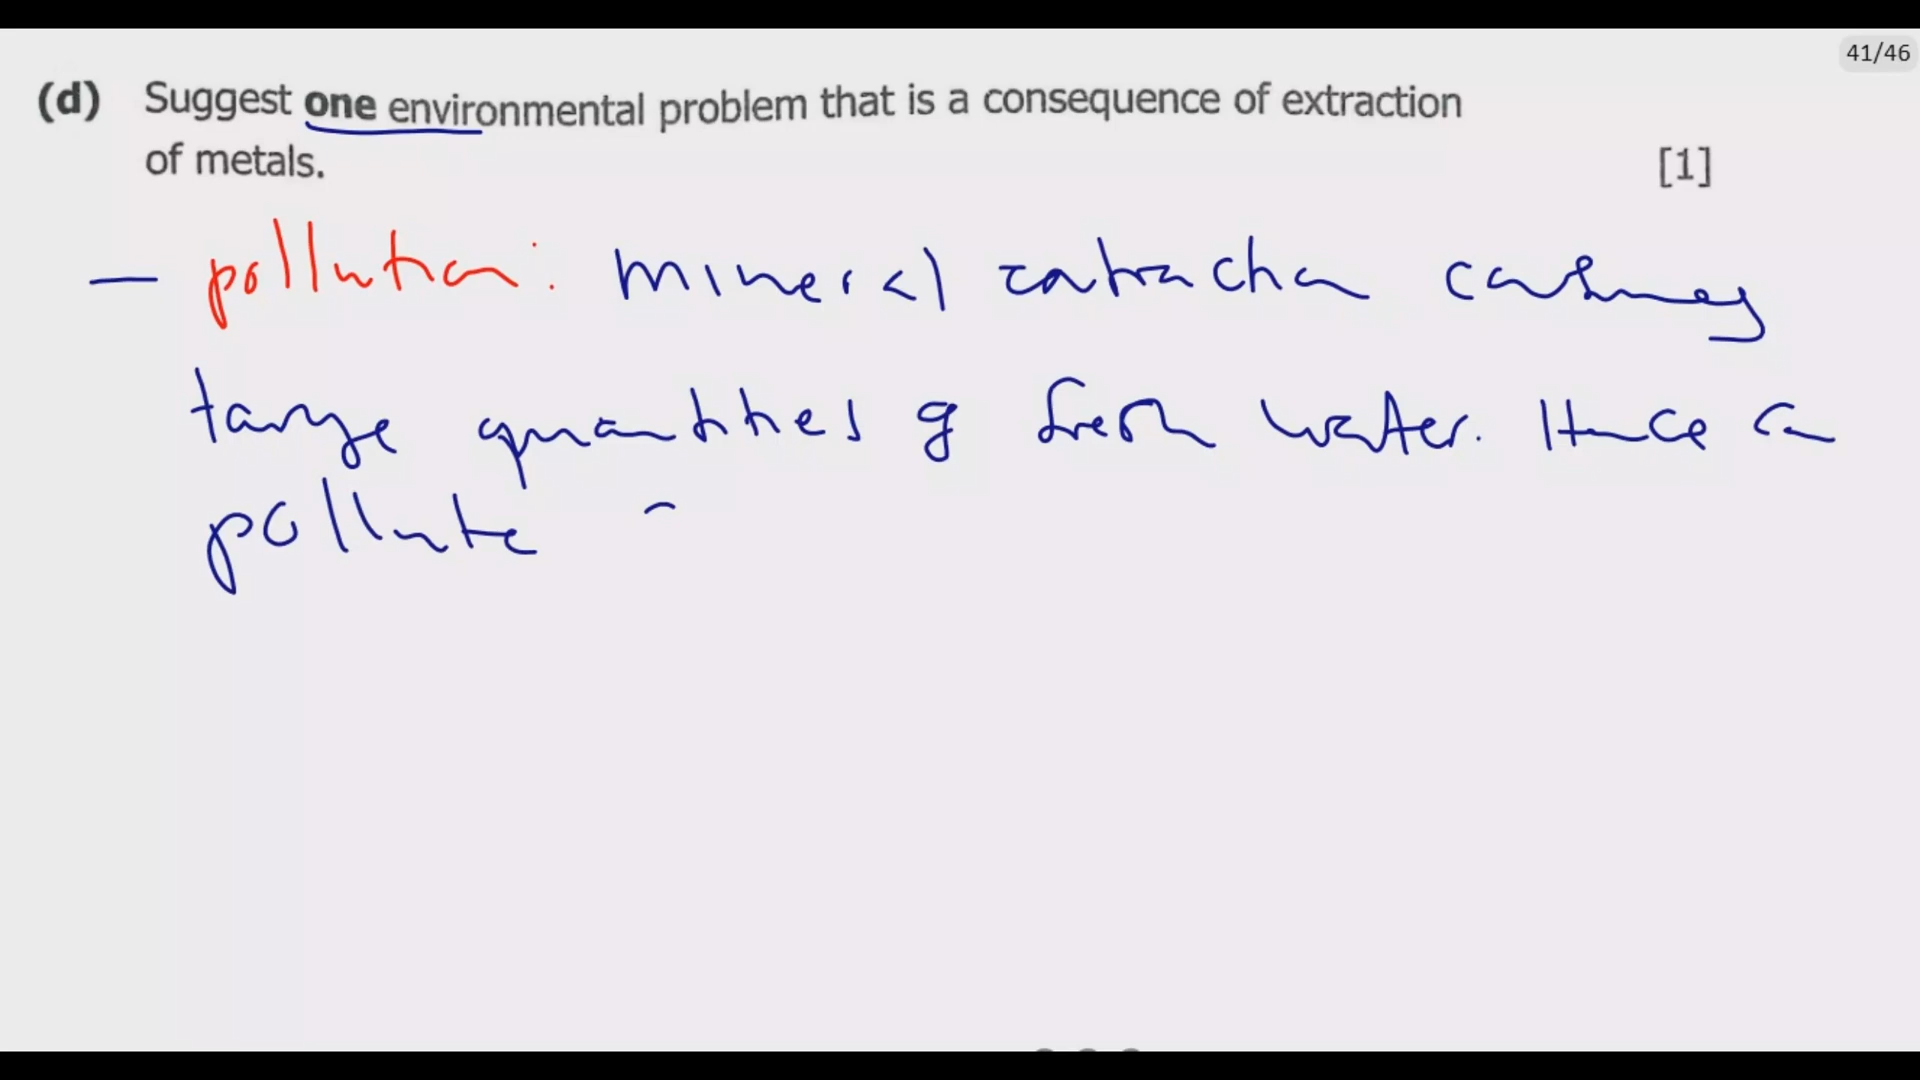 41/46
(d) Suggest one environmental problem that is a consequence of extraction
of metals. [1]
— pollution: mineral extraction
large quantities of fresh water. Hence can
pollute